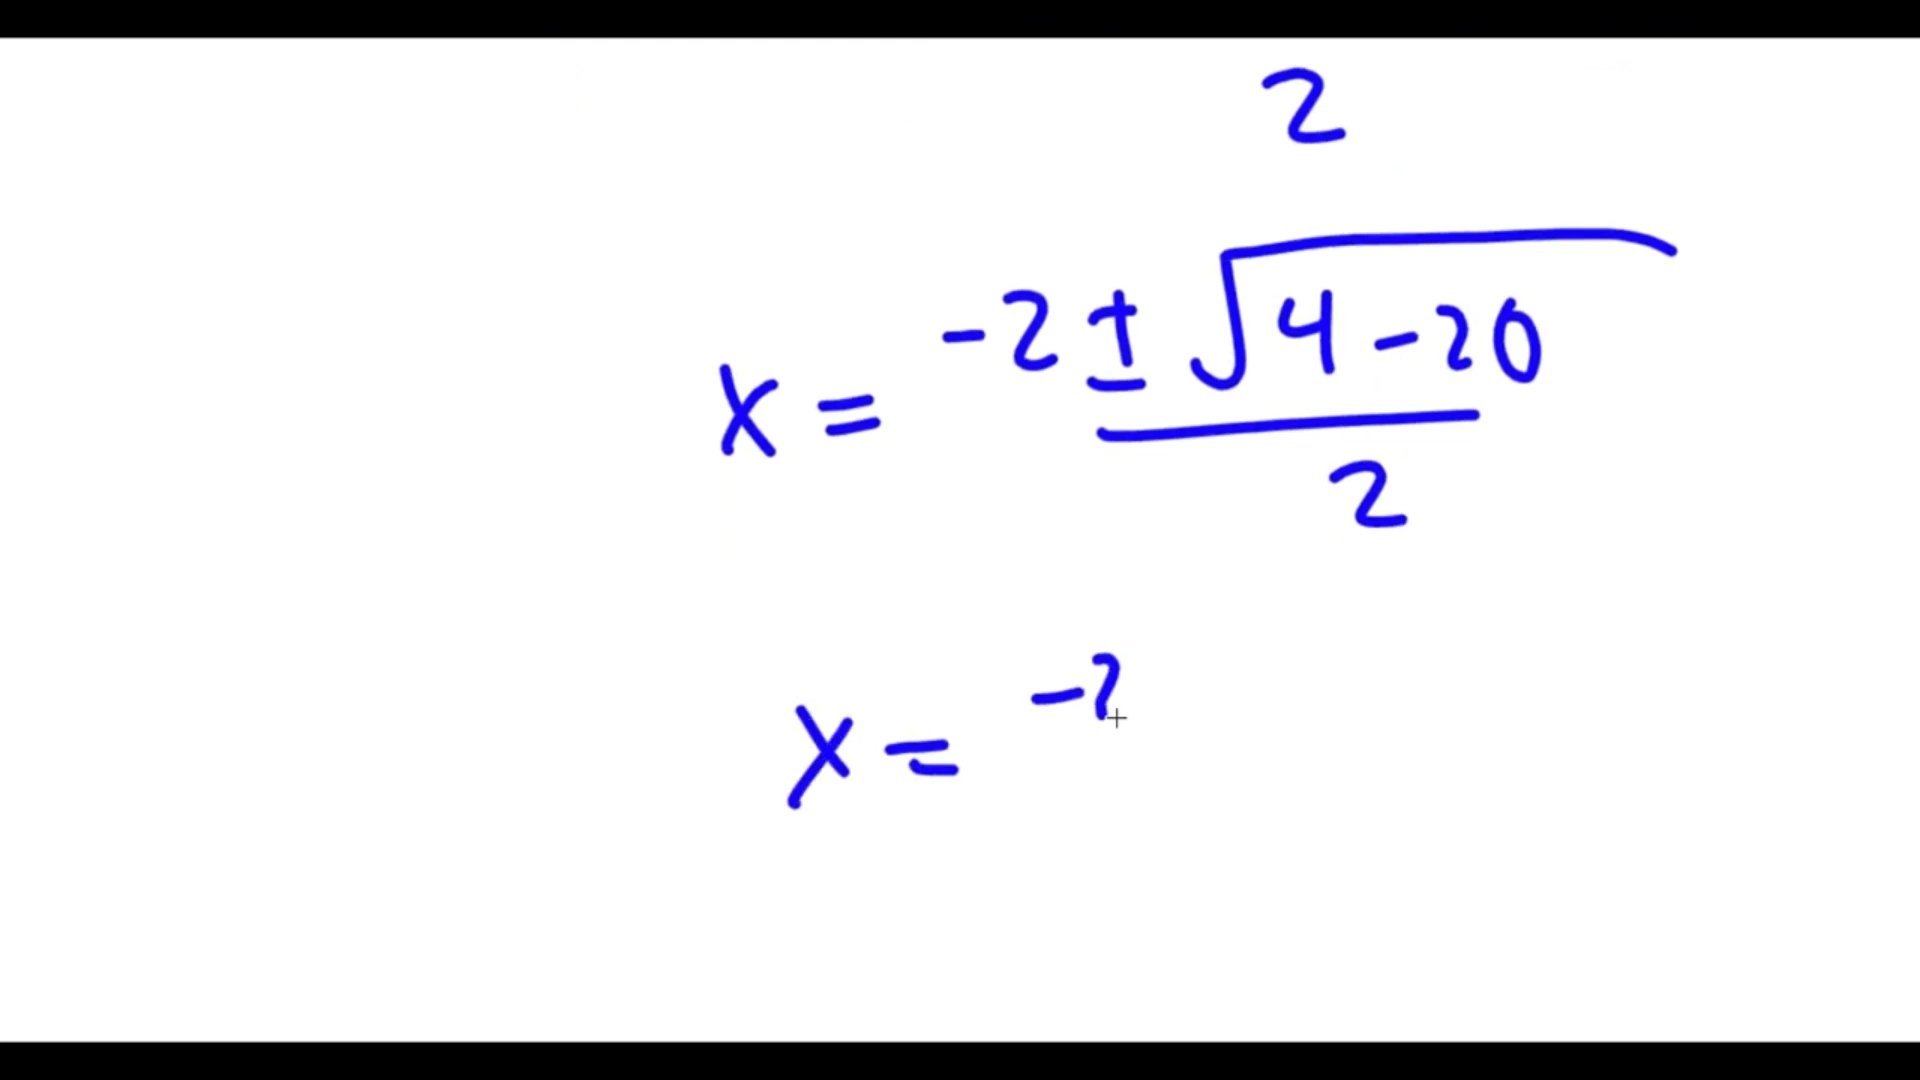 2
x = -2 ± √4 - 20
2
x = -2